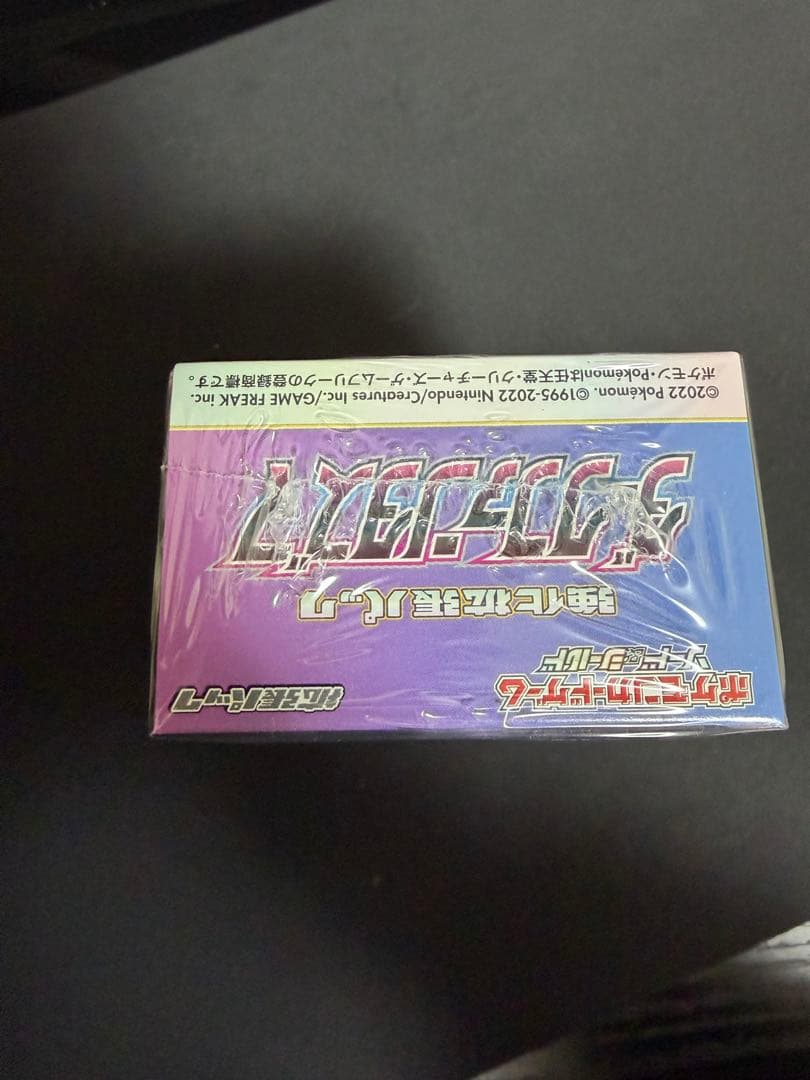 ポケモンカードゲーム
ソード&シールド
拡張パック
強化拡張パック
ダークファンタズマ
©2022 Pokémon. ©1995-2022 Nintendo/Creatures Inc./GAME FREAK inc.
ポケモン・Pokémonは任天堂・クリーチャーズ・ゲームフリークの登録商標です。